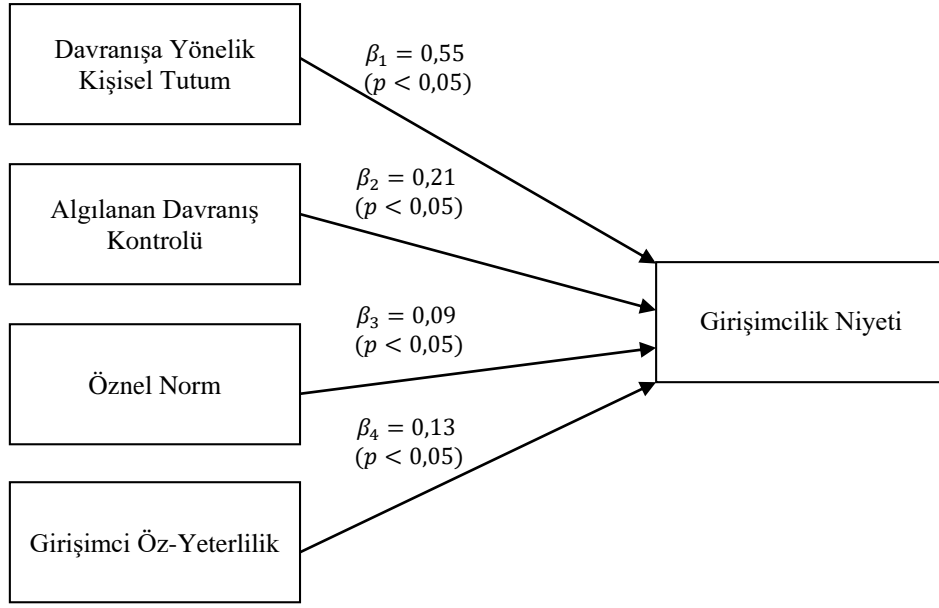 Davranışa Yönelik
Kişisel Tutum
𝛽₁ = 0,55
(𝑝 < 0,05)
Algılanan Davranış
Kontrolü
𝛽₂ = 0,21
(𝑝 < 0,05)
Girişimcilik Niyeti
Öznel Norm
𝛽₃ = 0,09
(𝑝 < 0,05)
Girişimci Öz-Yeterlilik
𝛽₄ = 0,13
(𝑝 < 0,05)